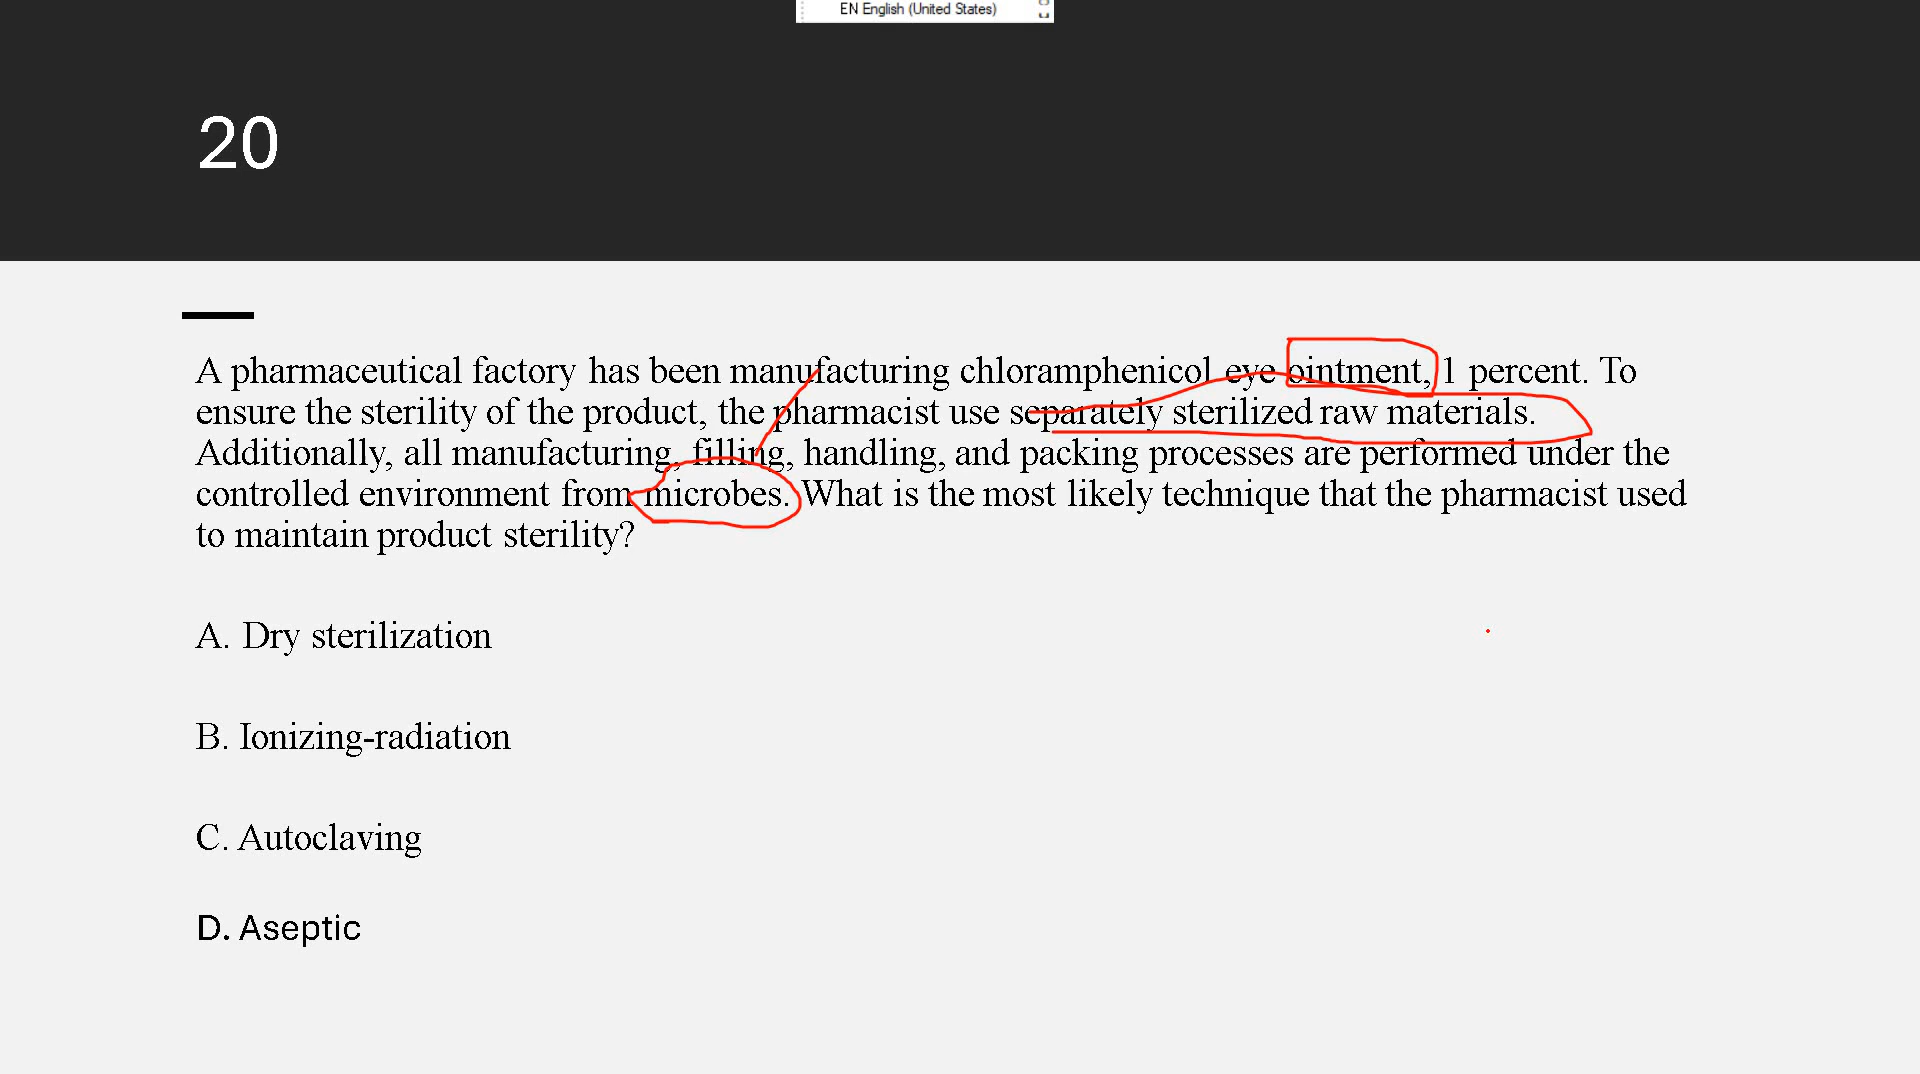 EN English (United States)
20
A pharmaceutical factory has been manufacturing chloramphenicol eye ointment, 1 percent. To
ensure the sterility of the product, the pharmacist use separately sterilized raw materials.
Additionally, all manufacturing, filling, handling, and packing processes are performed under the
controlled environment from microbes. What is the most likely technique that the pharmacist used
to maintain product sterility?
A. Dry sterilization
B. Ionizing-radiation
C. Autoclaving
D. Aseptic